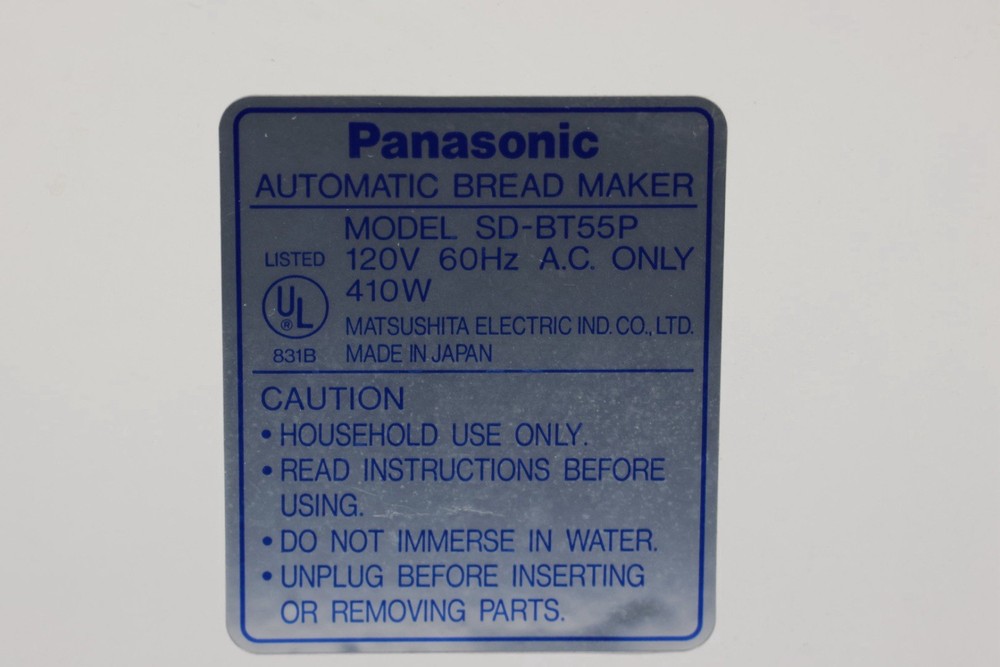 Panasonic
AUTOMATIC BREAD MAKER
MODEL SD-BT55P
LISTED 120V 60Hz A.C. ONLY
UL® 410W
MATSUSHITA ELECTRIC IND. CO., LTD.
831B MADE IN JAPAN
CAUTION
• HOUSEHOLD USE ONLY.
• READ INSTRUCTIONS BEFORE
USING.
• DO NOT IMMERSE IN WATER.
• UNPLUG BEFORE INSERTING
OR REMOVING PARTS.